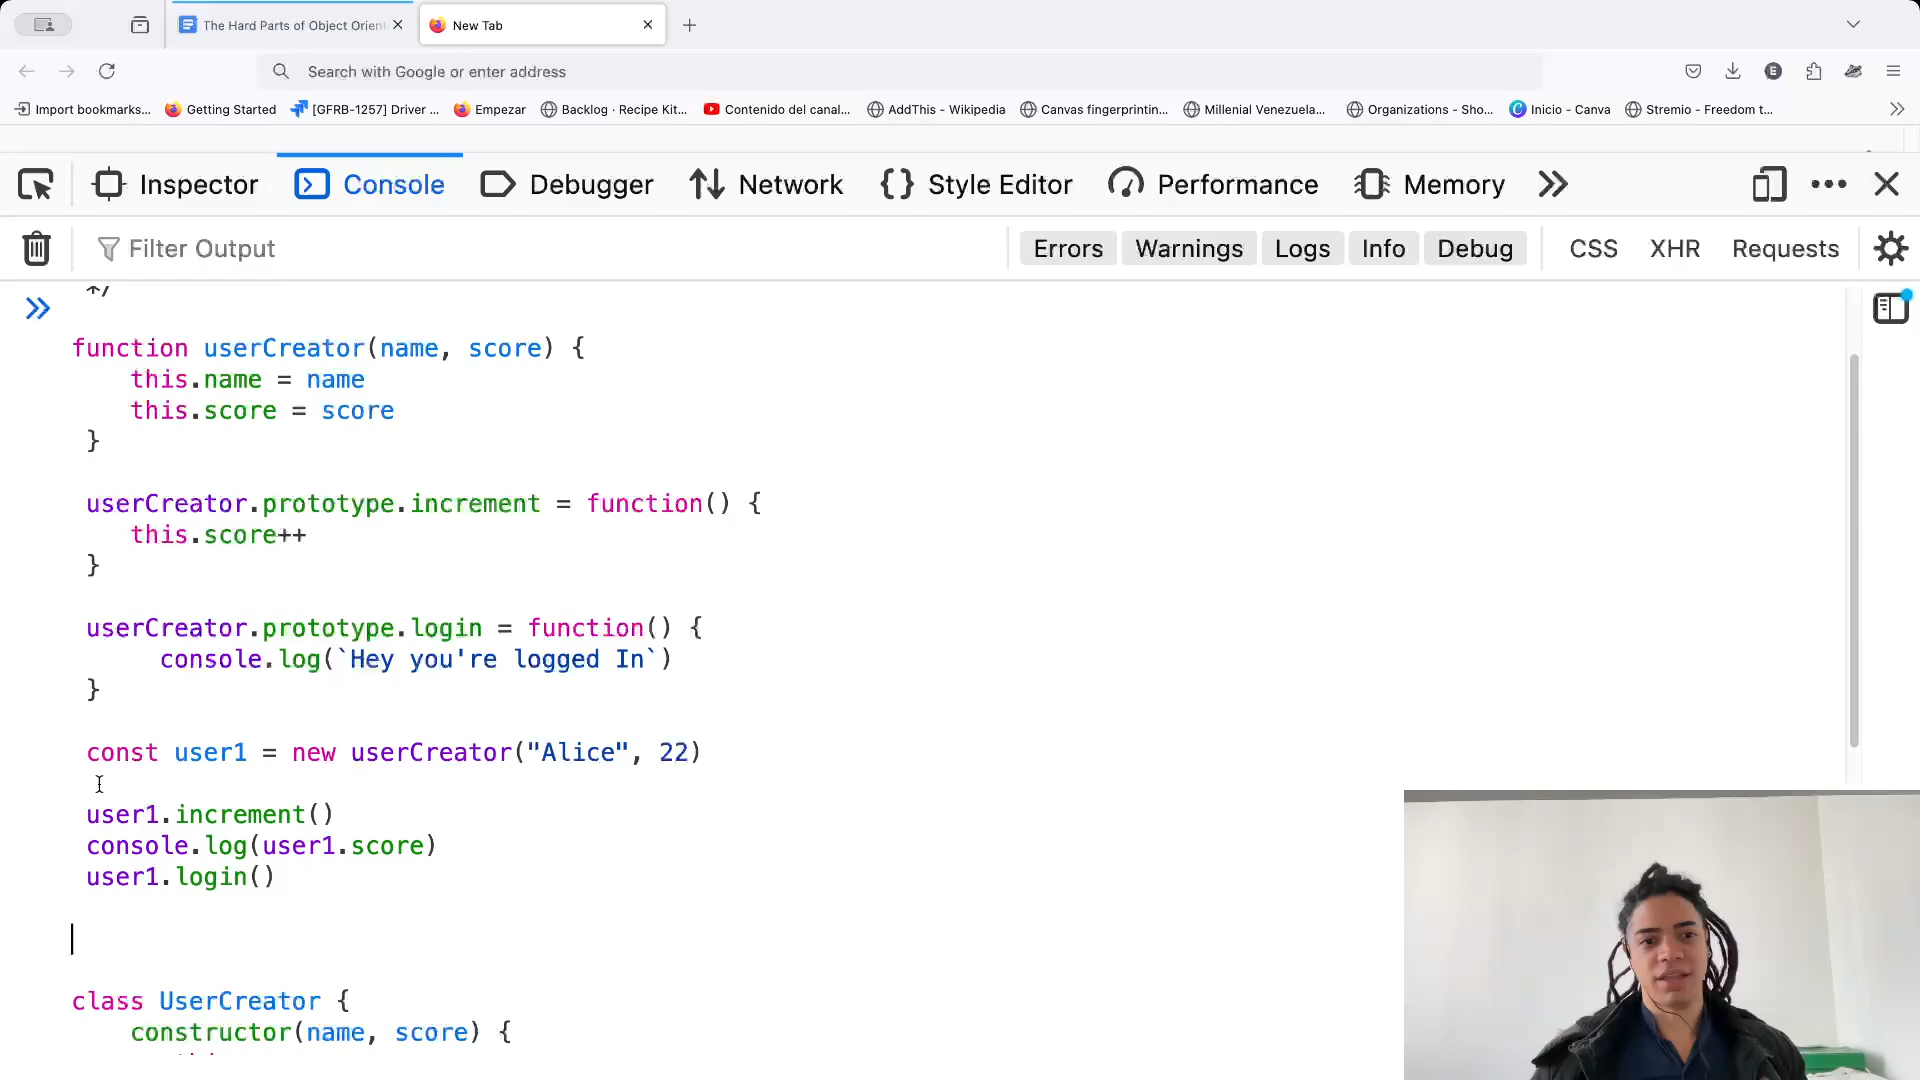 The Hard Parts of Object Orient
New Tab
Search with Google or enter address
Import bookmarks...
Getting Started
[GFRB-1257] Driver ...
Empezar
Backlog · Recipe Kit...
Contenido del canal...
AddThis - Wikipedia
Canvas fingerprintin...
Millenial Venezuela...
Organizations - Sho...
Inicio - Canva
Stremio - Freedom t...
Inspector
Console
Debugger
Network
Style Editor
Performance
Memory
Filter Output
Errors
Warnings
Logs
Info
Debug
CSS
XHR
Requests
*/
function userCreator(name, score) {
this.name = name
this.score = score
}
userCreator.prototype.increment = function() {
this.score++
}
userCreator.prototype.login = function() {
console.log(`Hey you're logged In`)
}
const user1 = new userCreator("Alice", 22)
user1.increment()
console.log(user1.score)
user1.login()
class UserCreator {
constructor(name, score) {